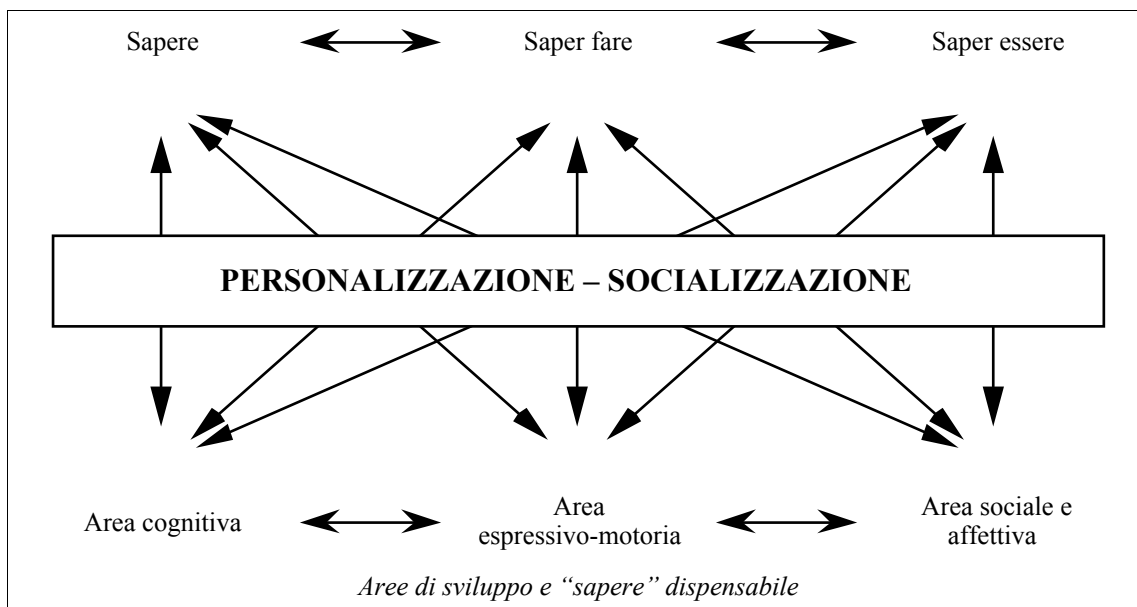 Sapere Saper fare Saper essere
PERSONALIZZAZIONE – SOCIALIZZAZIONE
Area cognitiva
Area
espressivo-motoria
Area sociale e
affettiva
Aree di sviluppo e “sapere” dispensabile